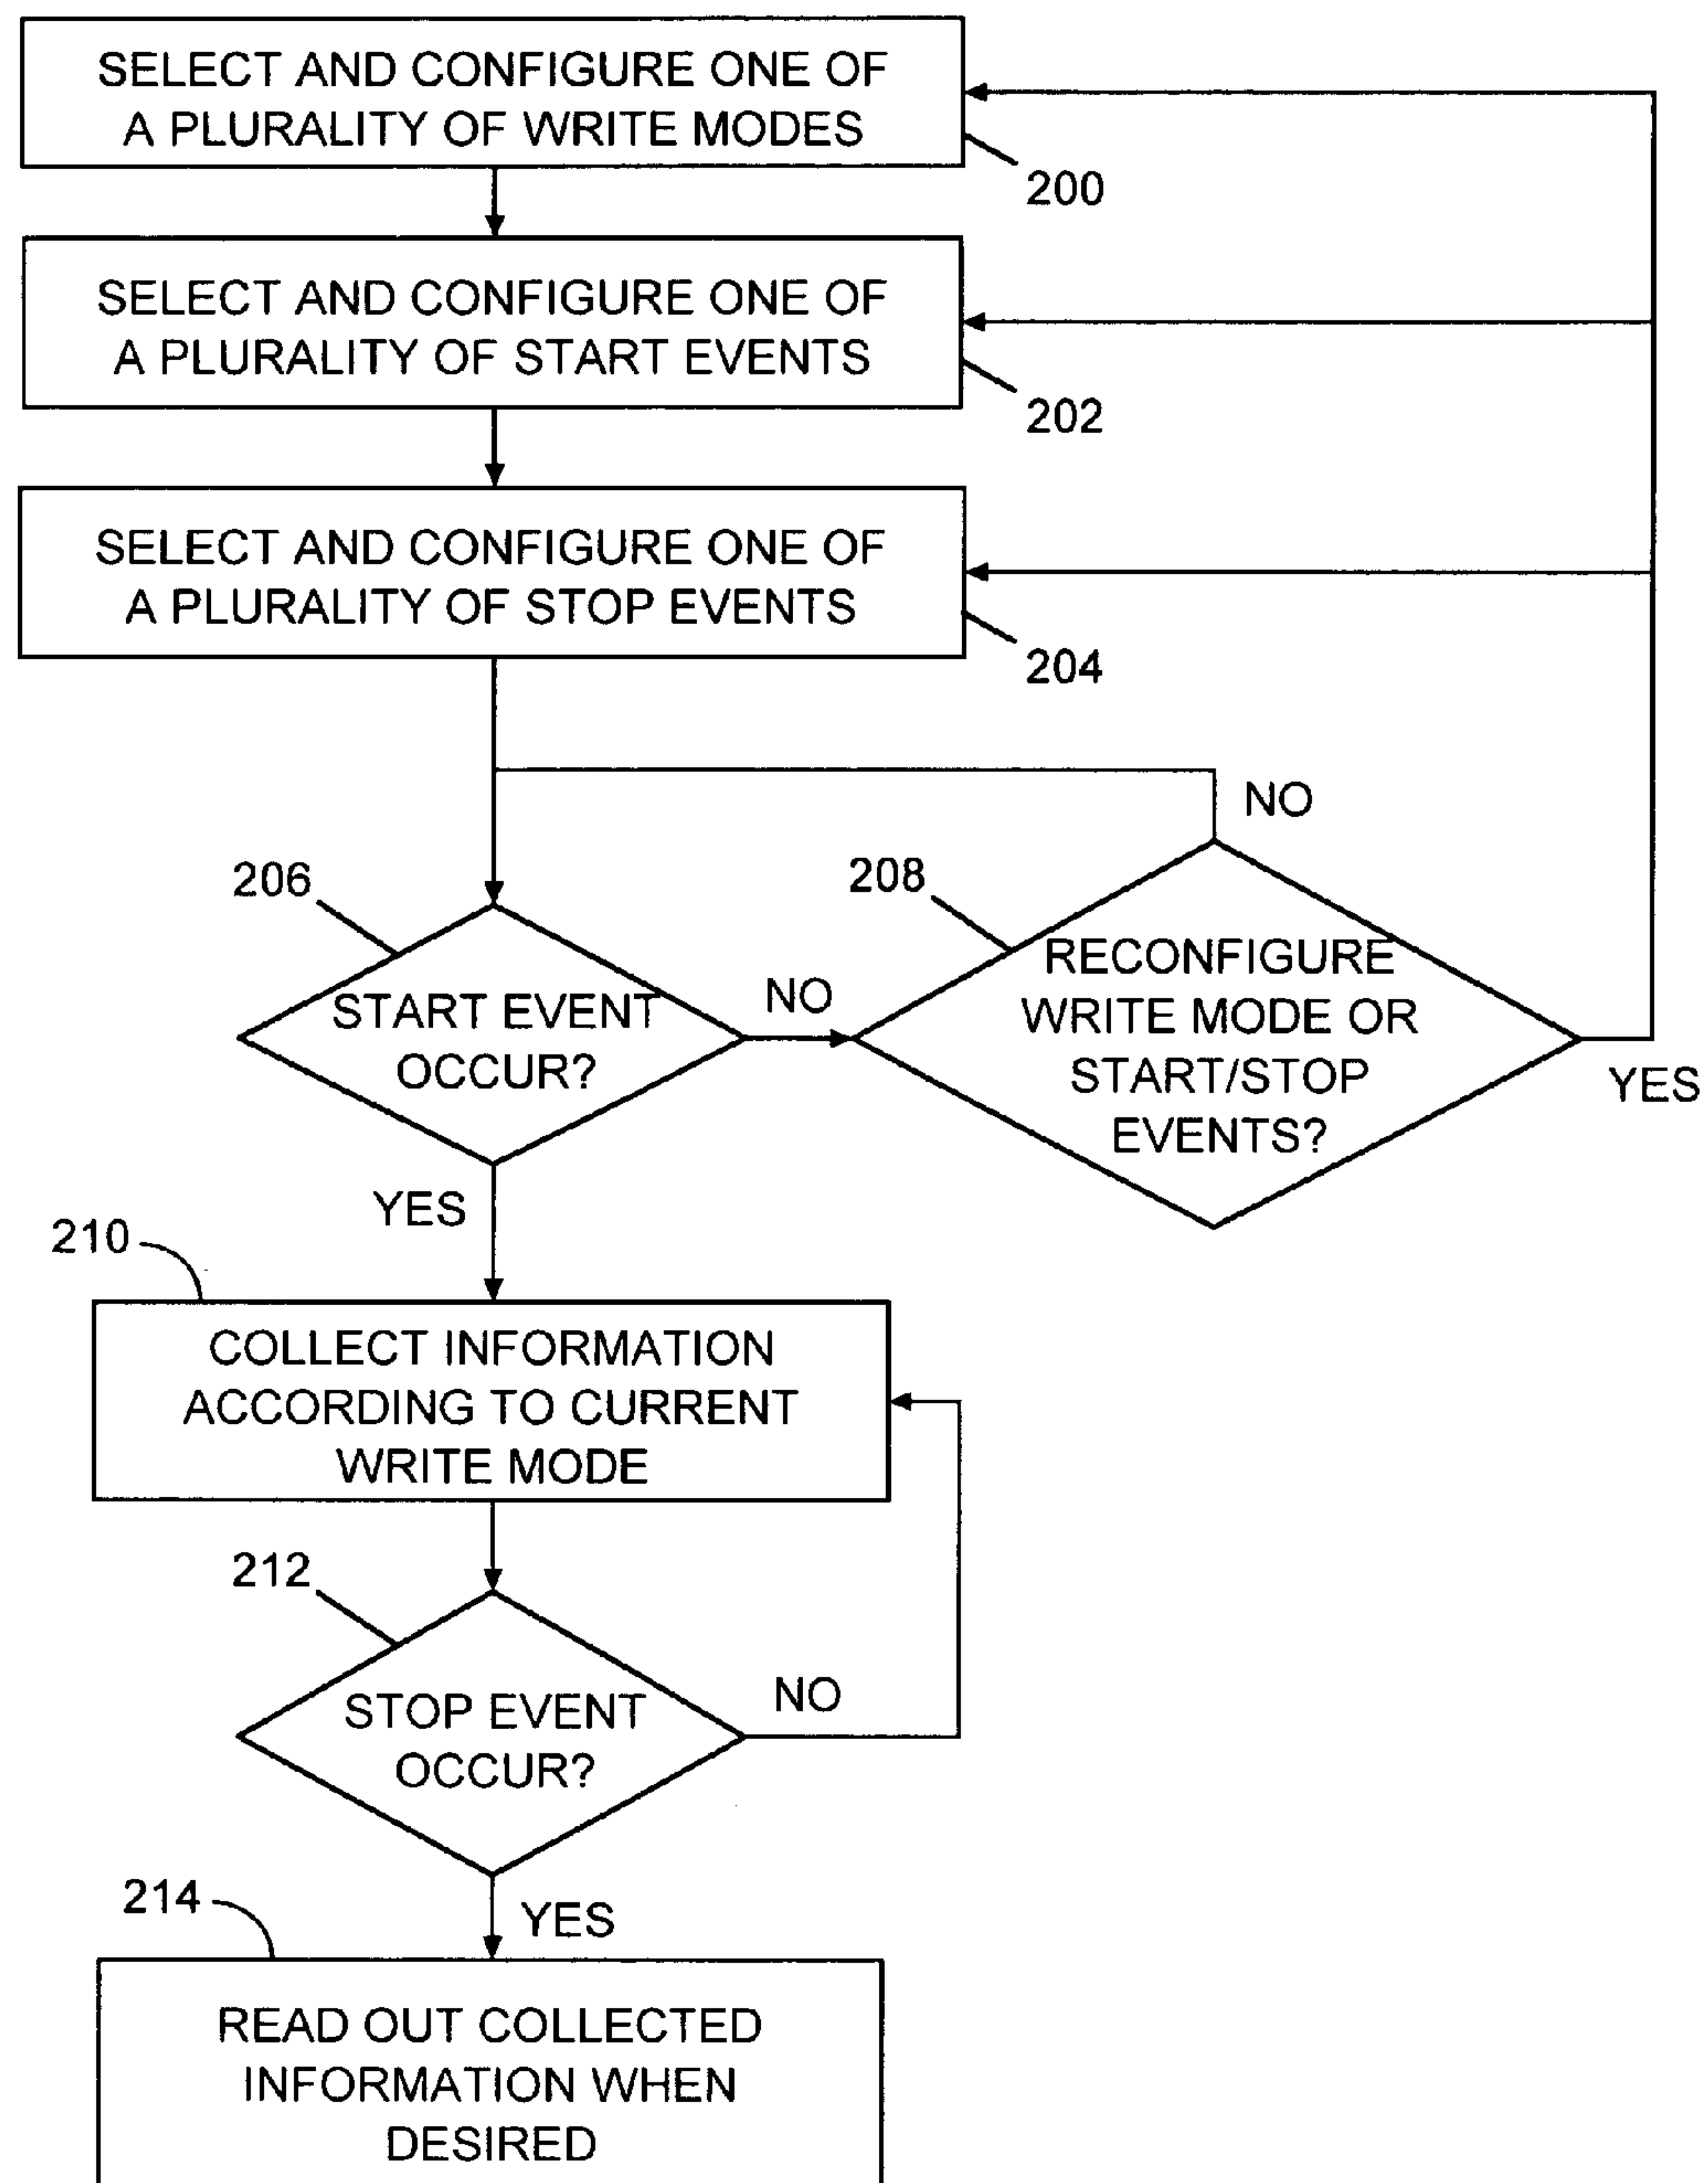 SELECT AND CONFIGURE ONE OF
A PLURALITY OF WRITE MODES
200
SELECT AND CONFIGURE ONE OF
A PLURALITY OF START EVENTS
202
SELECT AND CONFIGURE ONE OF
A PLURALITY OF STOP EVENTS
204
NO
206
208
START EVENT
OCCUR?
NO
RECONFIGURE
WRITE MODE OR
START/STOP
EVENTS?
YES
YES
210
COLLECT INFORMATION
ACCORDING TO CURRENT
WRITE MODE
212
STOP EVENT
OCCUR?
NO
214
YES
READ OUT COLLECTED
INFORMATION WHEN
DESIRED